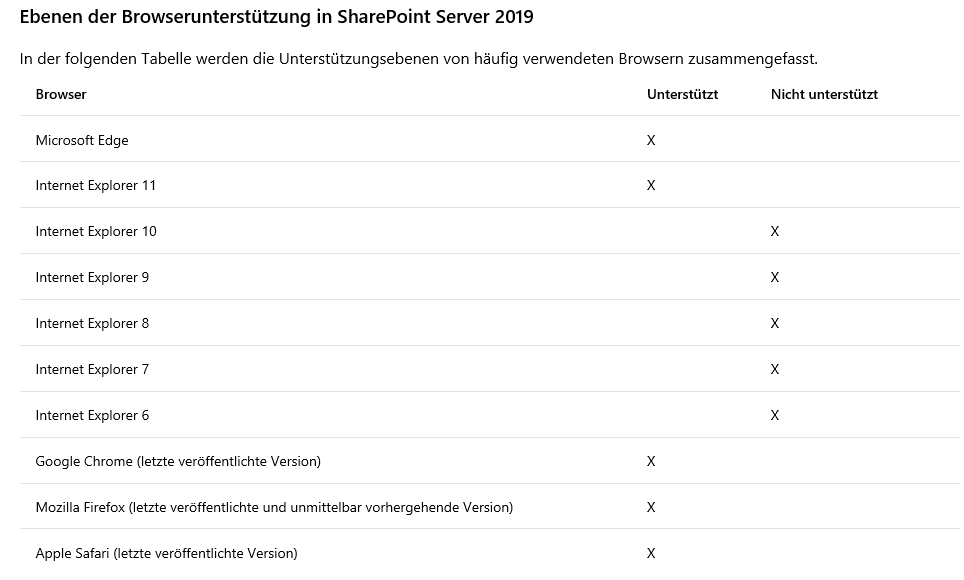 Ebenen der Browserunterstützung in SharePoint Server 2019
In der folgenden Tabelle werden die Unterstützungsebenen von häufig verwendeten Browsern zusammengefasst.
Browser Unterstützt Nicht unterstützt
Microsoft Edge X
Internet Explorer 11 X
Internet Explorer 10 X
Internet Explorer 9 X
Internet Explorer 8 X
Internet Explorer 7 X
Internet Explorer 6 X
Google Chrome (letzte veröffentlichte Version) X
Mozilla Firefox (letzte veröffentlichte und unmittelbar vorhergehende Version) X
Apple Safari (letzte veröffentlichte Version) X